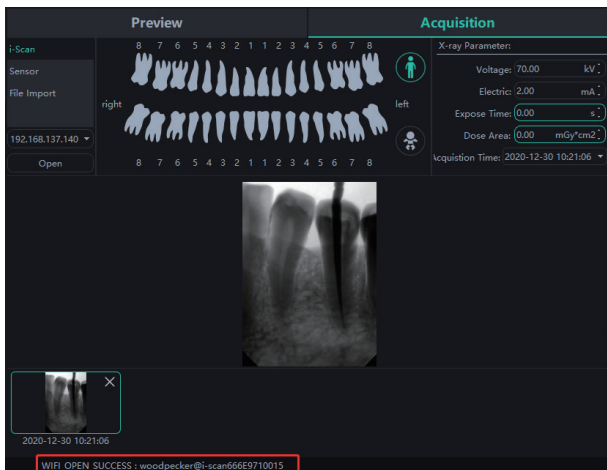 Preview
Acquisition
i-Scan
Sensor
File Import
192.168.137.140
Open
8 7 6 5 4 3 2 1 1 2 3 4 5 6 7 8
right
left
8 7 6 5 4 3 2 1 1 2 3 4 5 6 7 8
X-ray Parameter:
Voltage: 70.00 kV
Electric: 2.00 mA
Expose Time: 0.00 s
Dose Area: 0.00 mGy*cm2
Acquistion Time: 2020-12-30 10:21:06
2020-12-30 10:21:06
WIFI OPEN SUCCESS : woodpecker@i-scan666E9710015